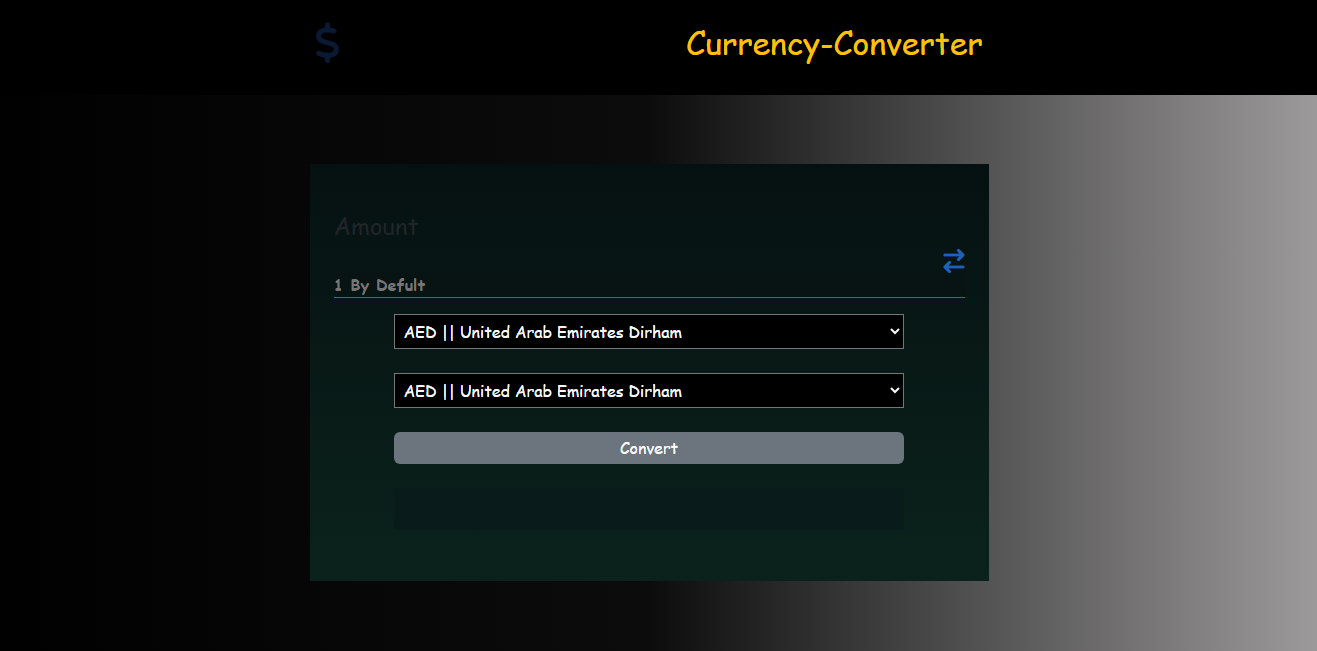 $ Currency-Converter
Amount
1 By Defult
AED || United Arab Emirates Dirham
AED || United Arab Emirates Dirham
Convert